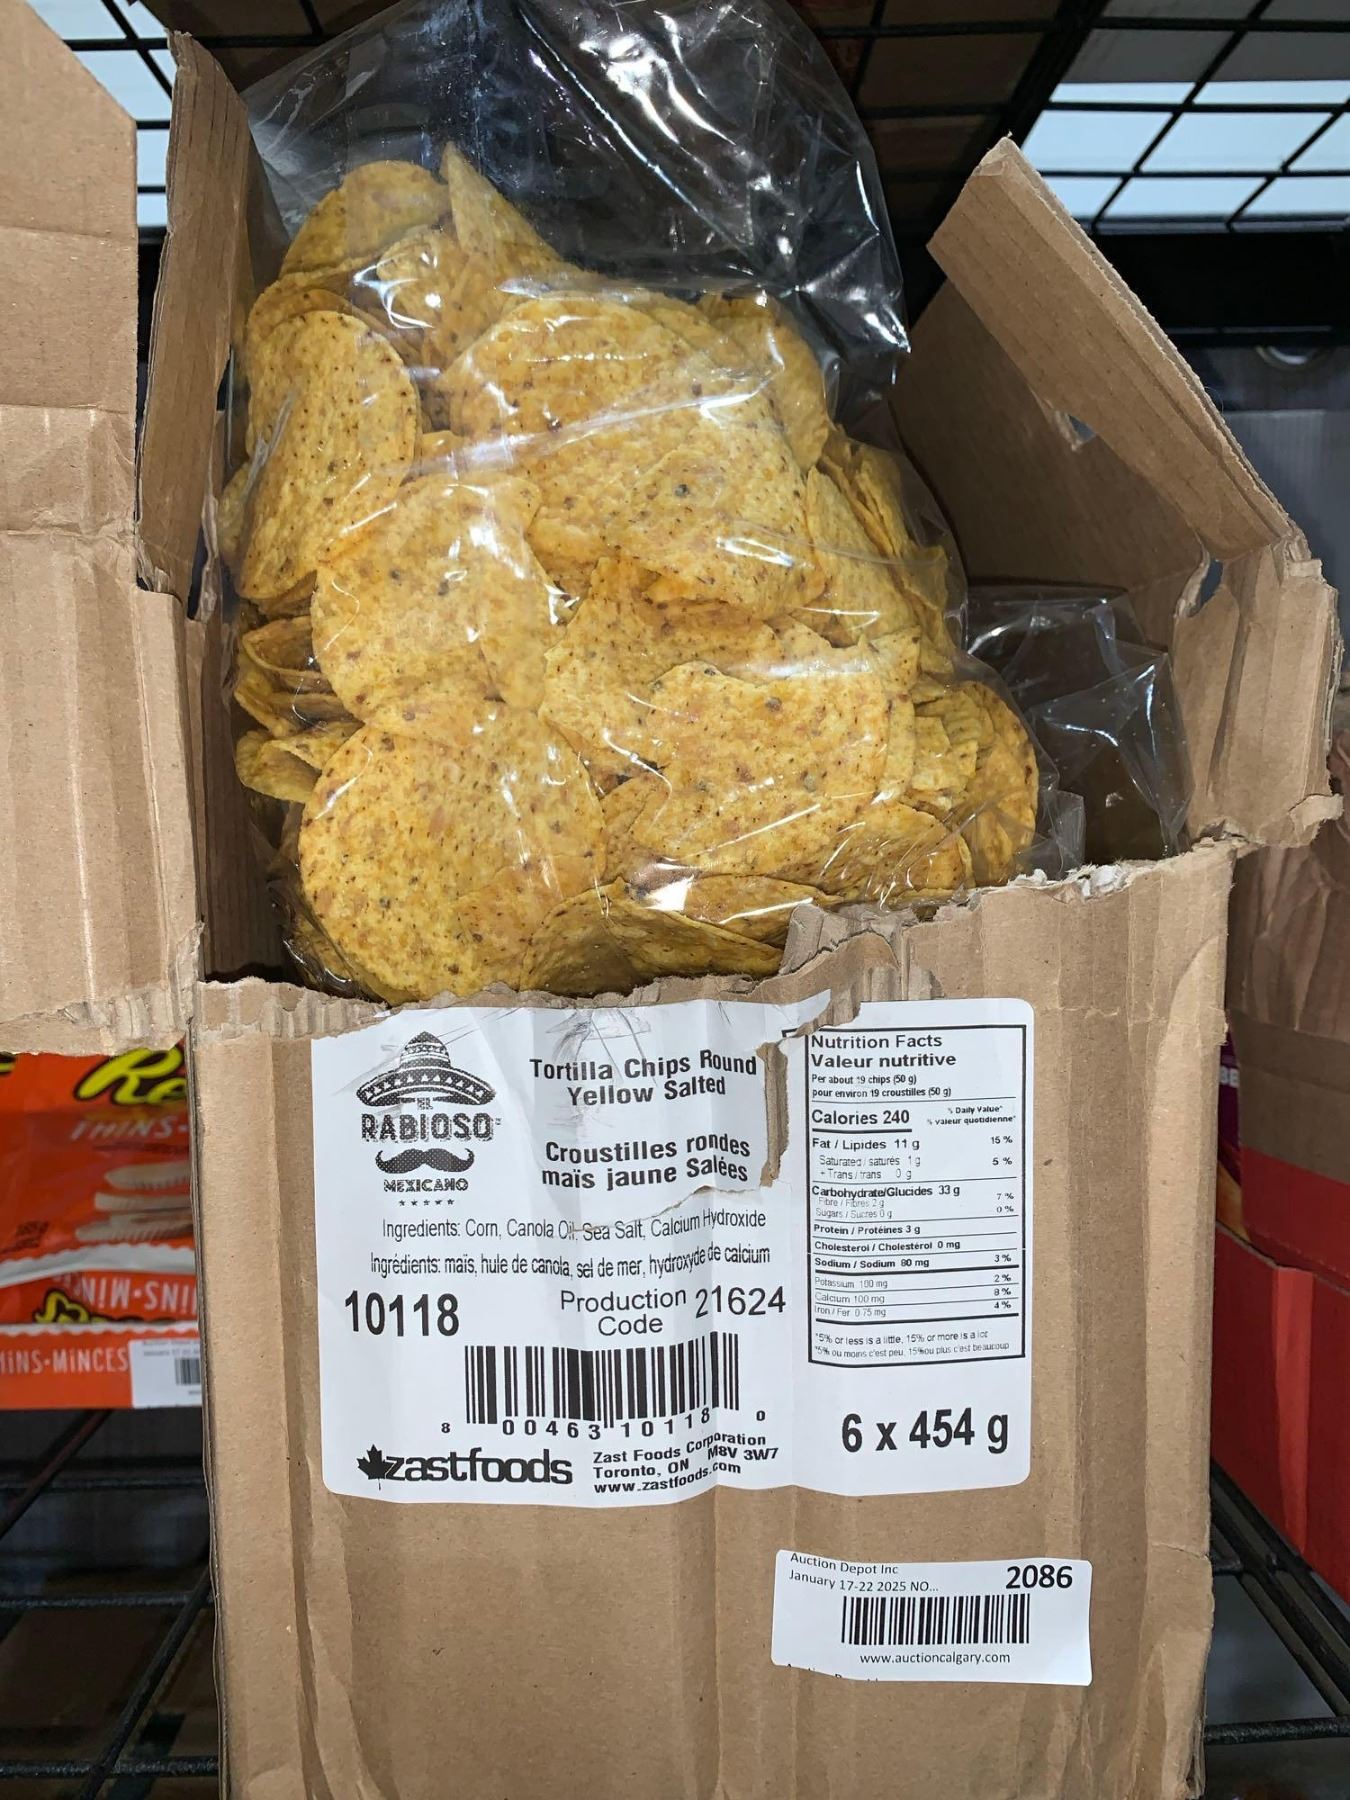 EL
RABIOSO
MEXICANO
Tortilla Chips Round
Yellow Salted
Croustilles rondes
maïs jaune Salées
Ingredients: Corn, Canola Oil, Sea Salt, Calcium Hydroxide
Ingrédients: maïs, hule de canola, sel de mer, hydroxyde de calcium
10118
Production 21624
Code
8 00463 10118 0
zastfoods
Zast Foods Corporation
Toronto, ON M8V 3W7
www.zastfoods.com
Nutrition Facts
Valeur nutritive
Per about 19 chips (50 g)
pour environ 19 croustilles (50 g)
Calories 240
% Daily Value*
% valeur quotidienne*
Fat / Lipides 11 g 15 %
Saturated / saturés 1 g 5 %
+ Trans / trans 0 g
Carbohydrate/Glucides 33 g
Fibre / Fibres 2 g 7 %
Sugars / Sucres 0 g 0 %
Protein / Protéines 3 g
Cholesterol / Cholestérol 0 mg
Sodium / Sodium 80 mg 3 %
Potassium 100 mg 2 %
Calcium 100 mg 8 %
Iron / Fer 0.75 mg 4 %
*5% or less is a little, 15% or more is a lot
*5% ou moins c'est peu, 15% ou plus c'est beaucoup
6 x 454 g
Auction Depot Inc
January 17-22 2025 NO...
2086
www.auctioncalgary.com
THINS
MINCES